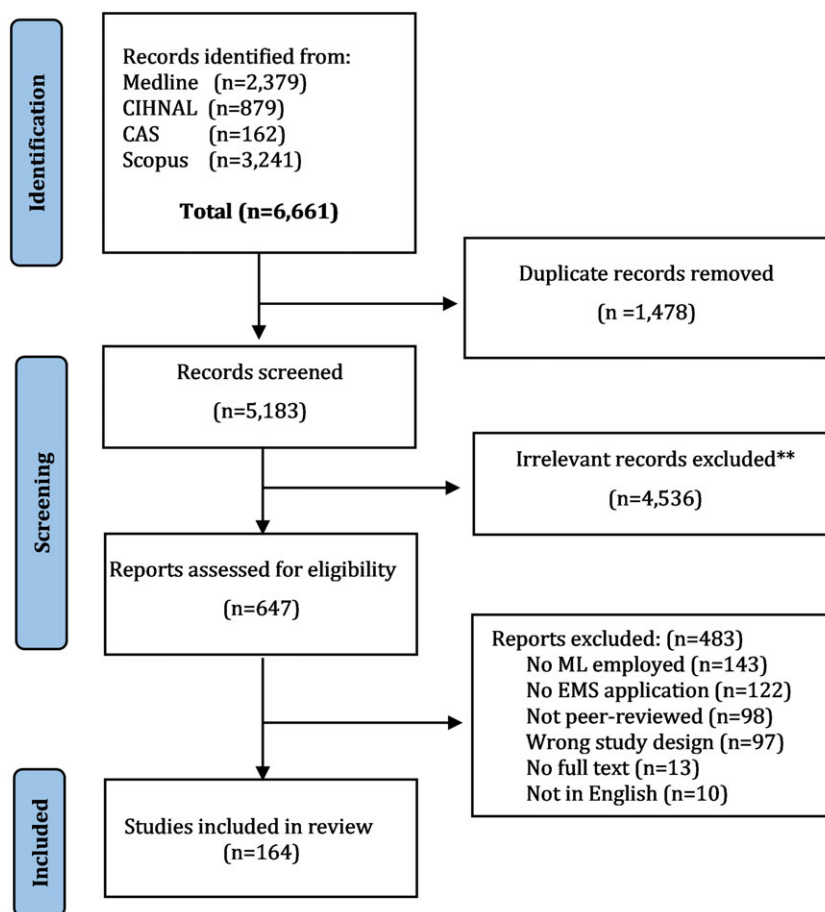 Identification
Records identified from:
Medline (n=2,379)
CIHNAL (n=879)
CAS (n=162)
Scopus (n=3,241)
Total (n=6,661)
Duplicate records removed
(n =1,478)
Screening
Records screened
(n=5,183)
Irrelevant records excluded**
(n=4,536)
Reports assessed for eligibility
(n=647)
Reports excluded: (n=483)
No ML employed (n=143)
No EMS application (n=122)
Not peer-reviewed (n=98)
Wrong study design (n=97)
No full text (n=13)
Not in English (n=10)
Included
Studies included in review
(n=164)